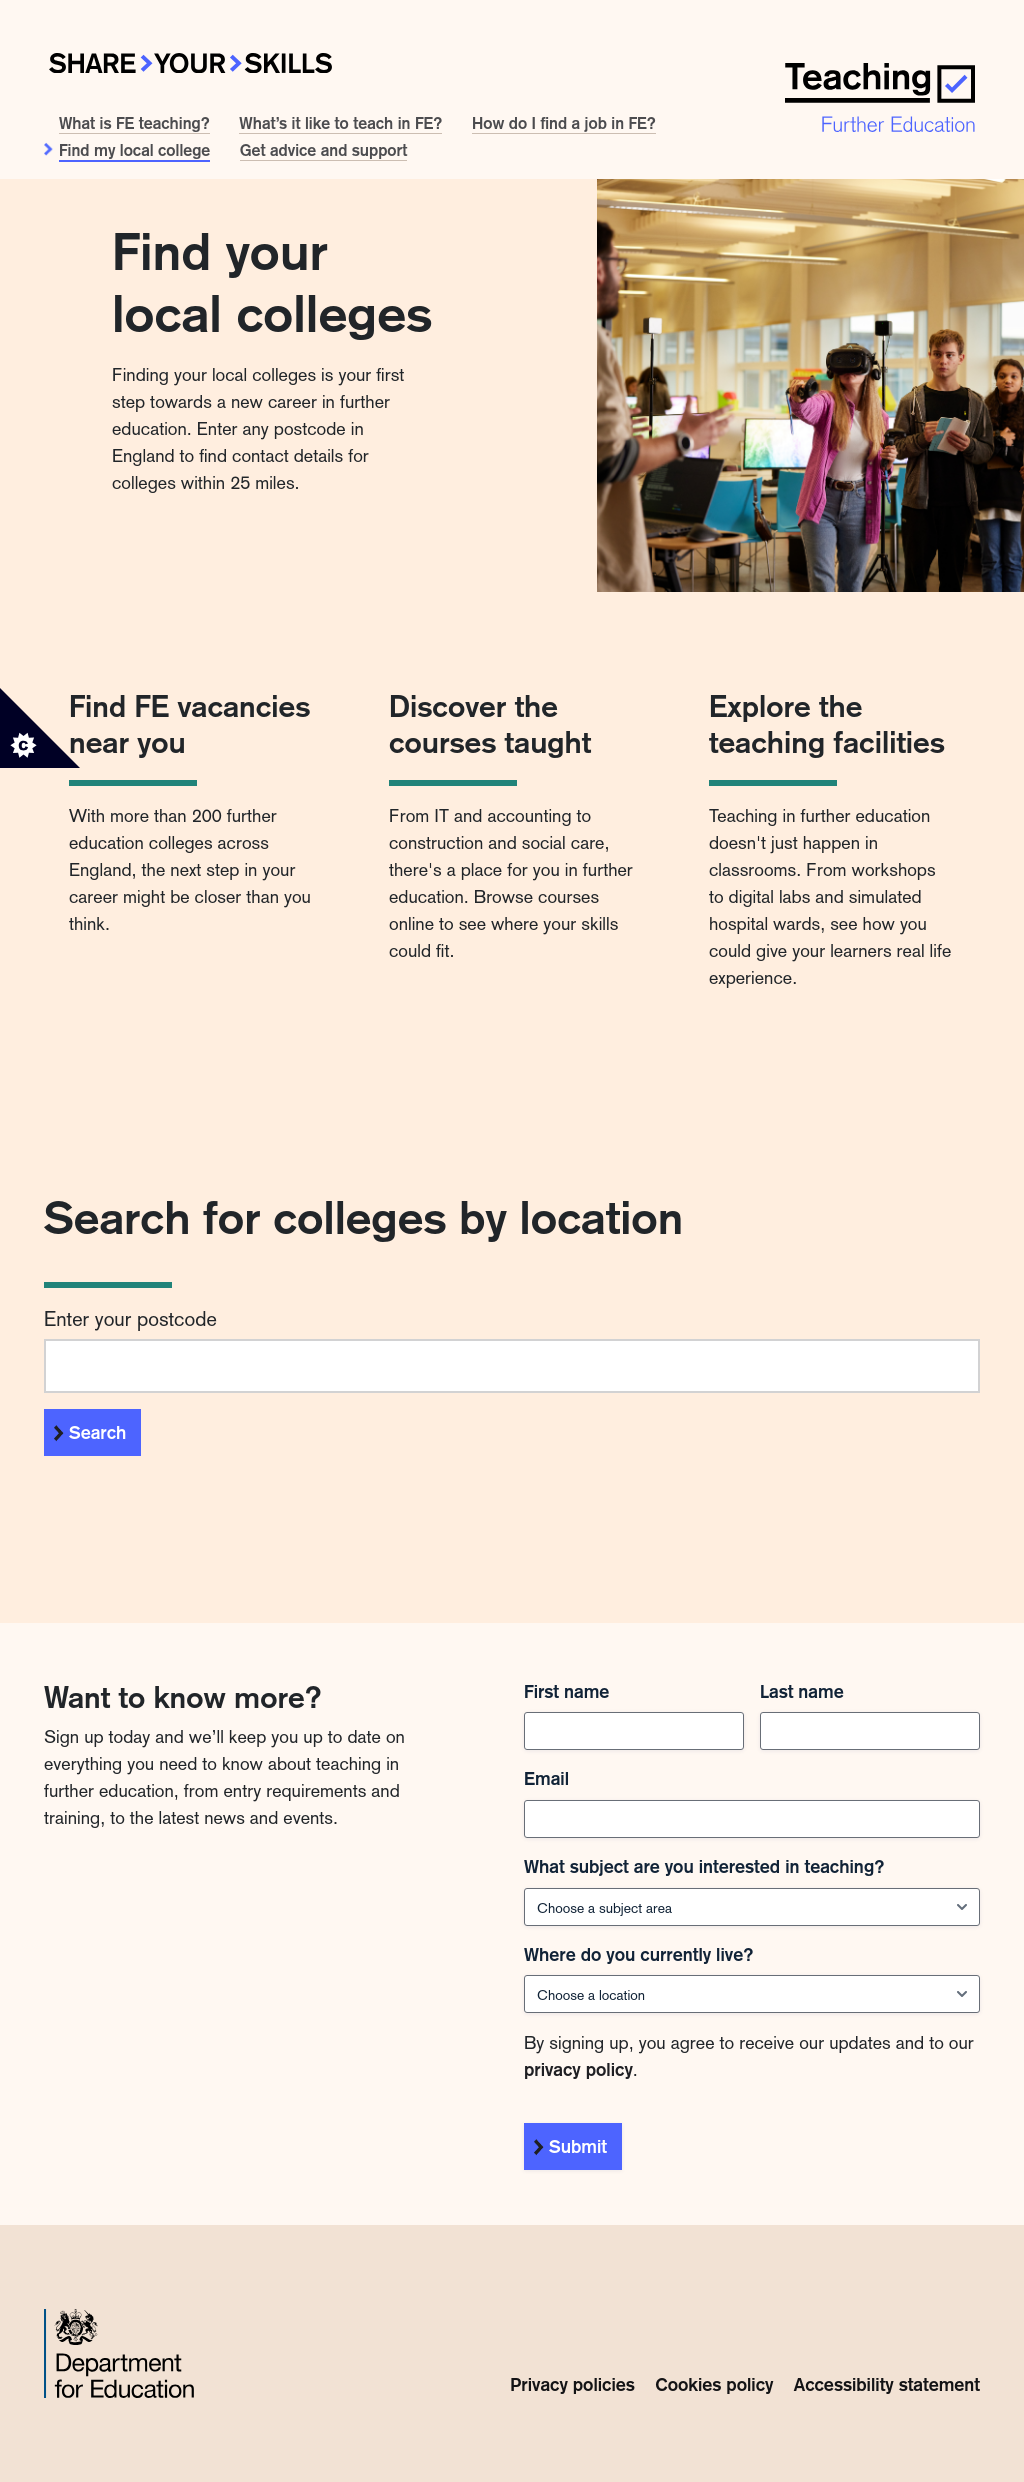 SHARE YOUR SKILLS
Teaching
Further Education
What is FE teaching?
What's it like to teach in FE?
How do I find a job in FE?
Find my local college
Get advice and support
Find your
local colleges
Finding your local colleges is your first
step towards a new career in further
education. Enter any postcode in
England to find contact details for
colleges within 25 miles.
Find FE vacancies
near you
With more than 200 further
education colleges across
England, the next step in your
career might be closer than you
think.
Discover the
courses taught
From IT and accounting to
construction and social care,
there's a place for you in further
education. Browse courses
online to see where your skills
could fit.
Explore the
teaching facilities
Teaching in further education
doesn't just happen in
classrooms. From workshops
to digital labs and simulated
hospital wards, see how you
could give your learners real life
experience.
C
Search for colleges by location
Enter your postcode
Search
Want to know more?
Sign up today and we'll keep you up to date on
everything you need to know about teaching in
further education, from entry requirements and
training, to the latest news and events.
First name
Last name
Email
What subject are you interested in teaching?
Choose a subject area
Where do you currently live?
Choose a location
By signing up, you agree to receive our updates and to our
privacy policy.
Submit
Department
for Education
Privacy policies
Cookies policy
Accessibility statement